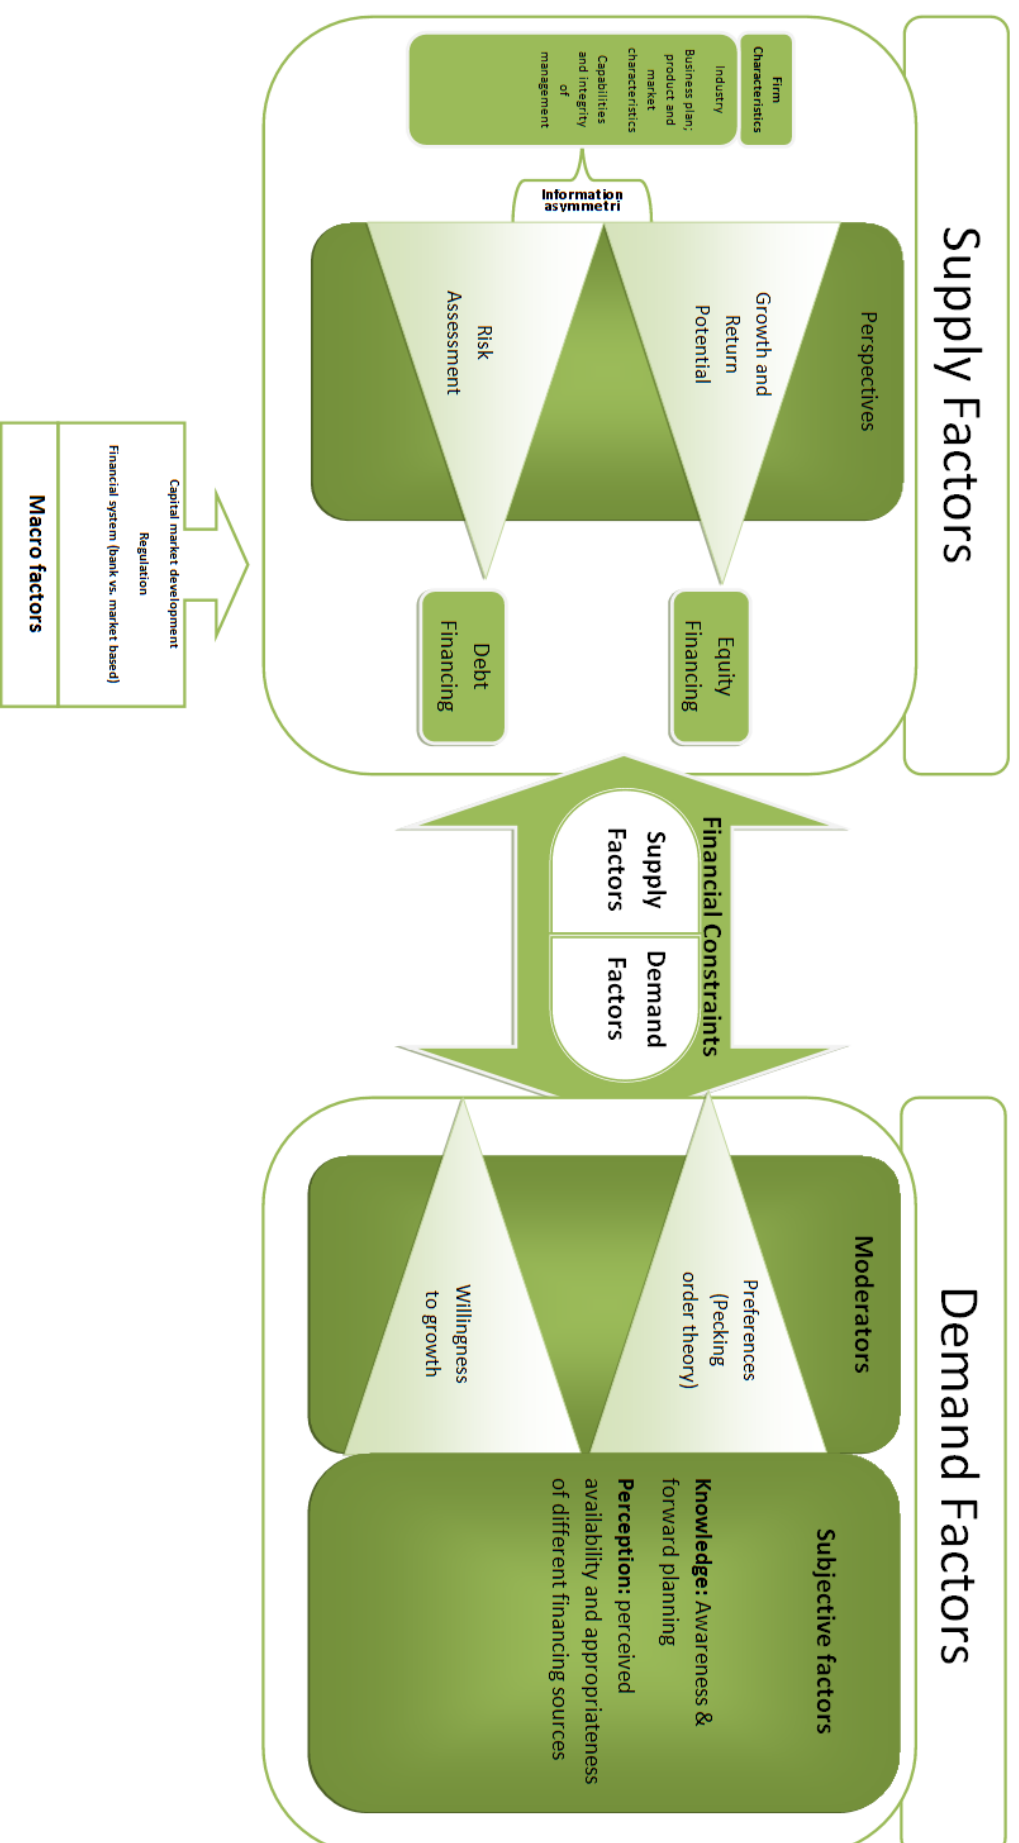 Supply Factors
Firm
Characteristics
Industry
Business plan;
product and
market
characteristics
Capabilities
and integrity
of
management
Information
asymmetri
Perspectives
Growth and
Return
Potential
Risk
Assessment
Equity
Financing
Debt
Financing
Capital market development
Regulation
Financial system (bank vs. market based)
Macro factors
Financial Constraints
Supply
Factors
Demand
Factors
Demand Factors
Moderators
Preferences
(Pecking
order theory)
Willingness
to growth
Subjective factors
Knowledge: Awareness &
forward planning
Perception: perceived
availability and appropriateness
of different financing sources